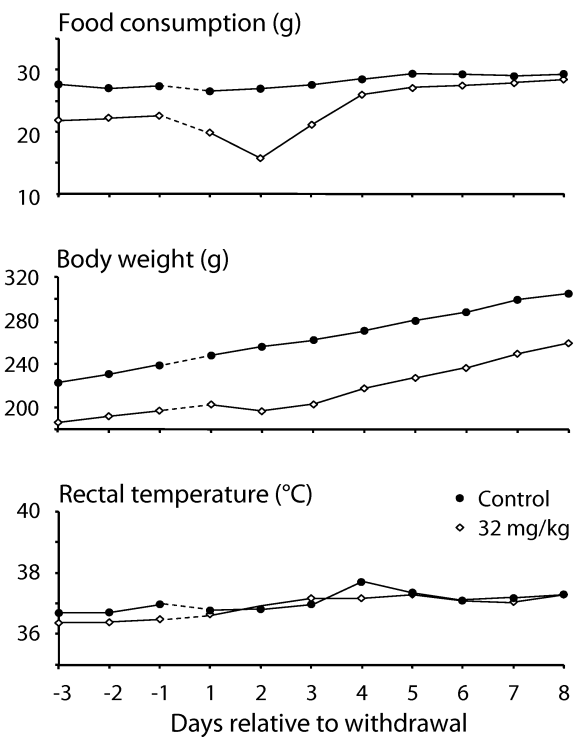 Food consumption (g)
30
20
10
Body weight (g)
320
280
240
200
Rectal temperature (°C)
Control
32 mg/kg
40
38
36
-3 -2 -1 1 2 3 4 5 6 7 8
Days relative to withdrawal